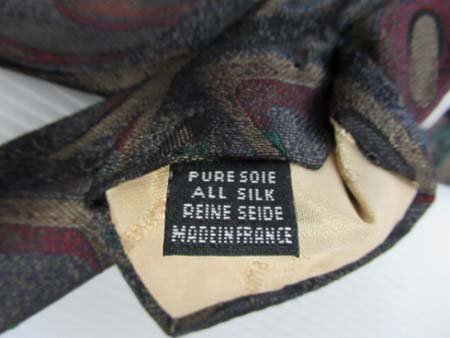 PURE SOIE
ALL SILK
REINE SEIDE
MADE IN FRANCE